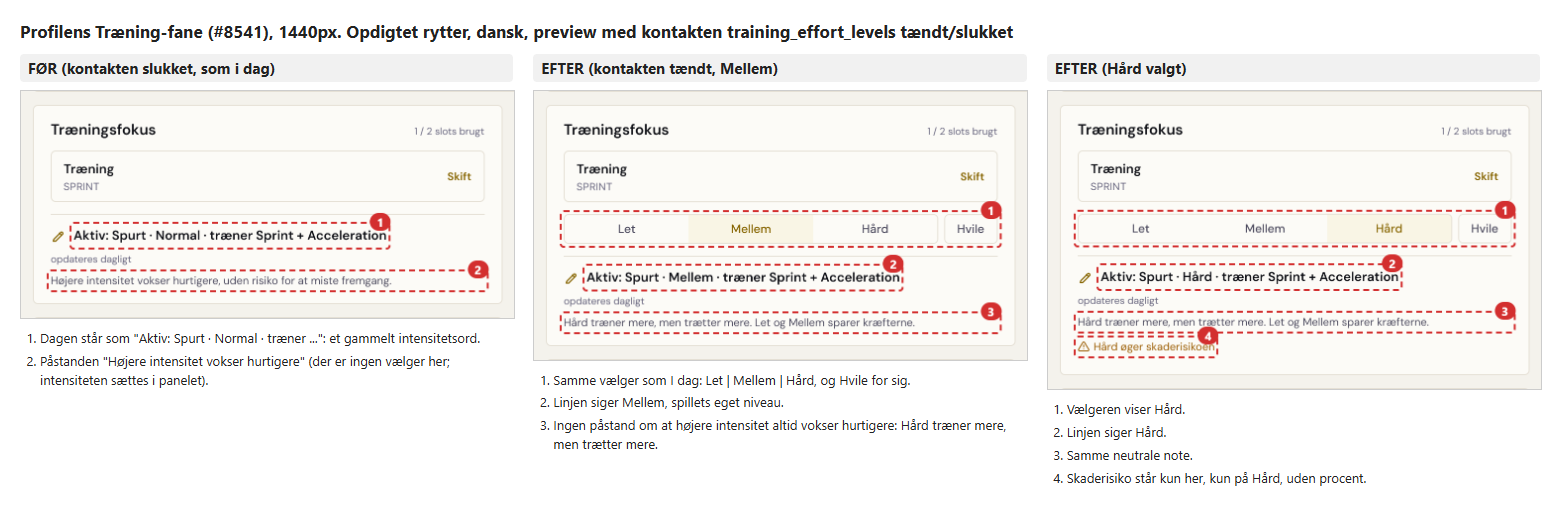 Profilens Træning-fane (#8541), 1440px. Opdigtet rytter, dansk, preview med kontakten training_effort_levels tændt/slukket
FØR (kontakten slukket, som i dag)
Træningsfokus
1 / 2 slots brugt
Træning
SPRINT
Skift
1
Aktiv: Spurt · Normal · træner Sprint + Acceleration
opdateres dagligt
2
Højere intensitet vokser hurtigere, uden risiko for at miste fremgang.
1. Dagen står som "Aktiv: Spurt · Normal · træner ...": et gammelt intensitetsord.
2. Påstanden "Højere intensitet vokser hurtigere" (der er ingen vælger her;
intensiteten sættes i panelet).
EFTER (kontakten tændt, Mellem)
Træningsfokus
1 / 2 slots brugt
Træning
SPRINT
Skift
1
Let Mellem Hård Hvile
2
Aktiv: Spurt · Mellem · træner Sprint + Acceleration
opdateres dagligt
3
Hård træner mere, men trætter mere. Let og Mellem sparer kræfterne.
1. Samme vælger som I dag: Let | Mellem | Hård, og Hvile for sig.
2. Linjen siger Mellem, spillets eget niveau.
3. Ingen påstand om at højere intensitet altid vokser hurtigere: Hård træner mere,
men trætter mere.
EFTER (Hård valgt)
Træningsfokus
1 / 2 slots brugt
Træning
SPRINT
Skift
1
Let Mellem Hård Hvile
2
Aktiv: Spurt · Hård · træner Sprint + Acceleration
opdateres dagligt
3
Hård træner mere, men trætter mere. Let og Mellem sparer kræfterne.
4
Hård øger skaderisikoen
1. Vælgeren viser Hård.
2. Linjen siger Hård.
3. Samme neutrale note.
4. Skaderisiko står kun her, kun på Hård, uden procent.